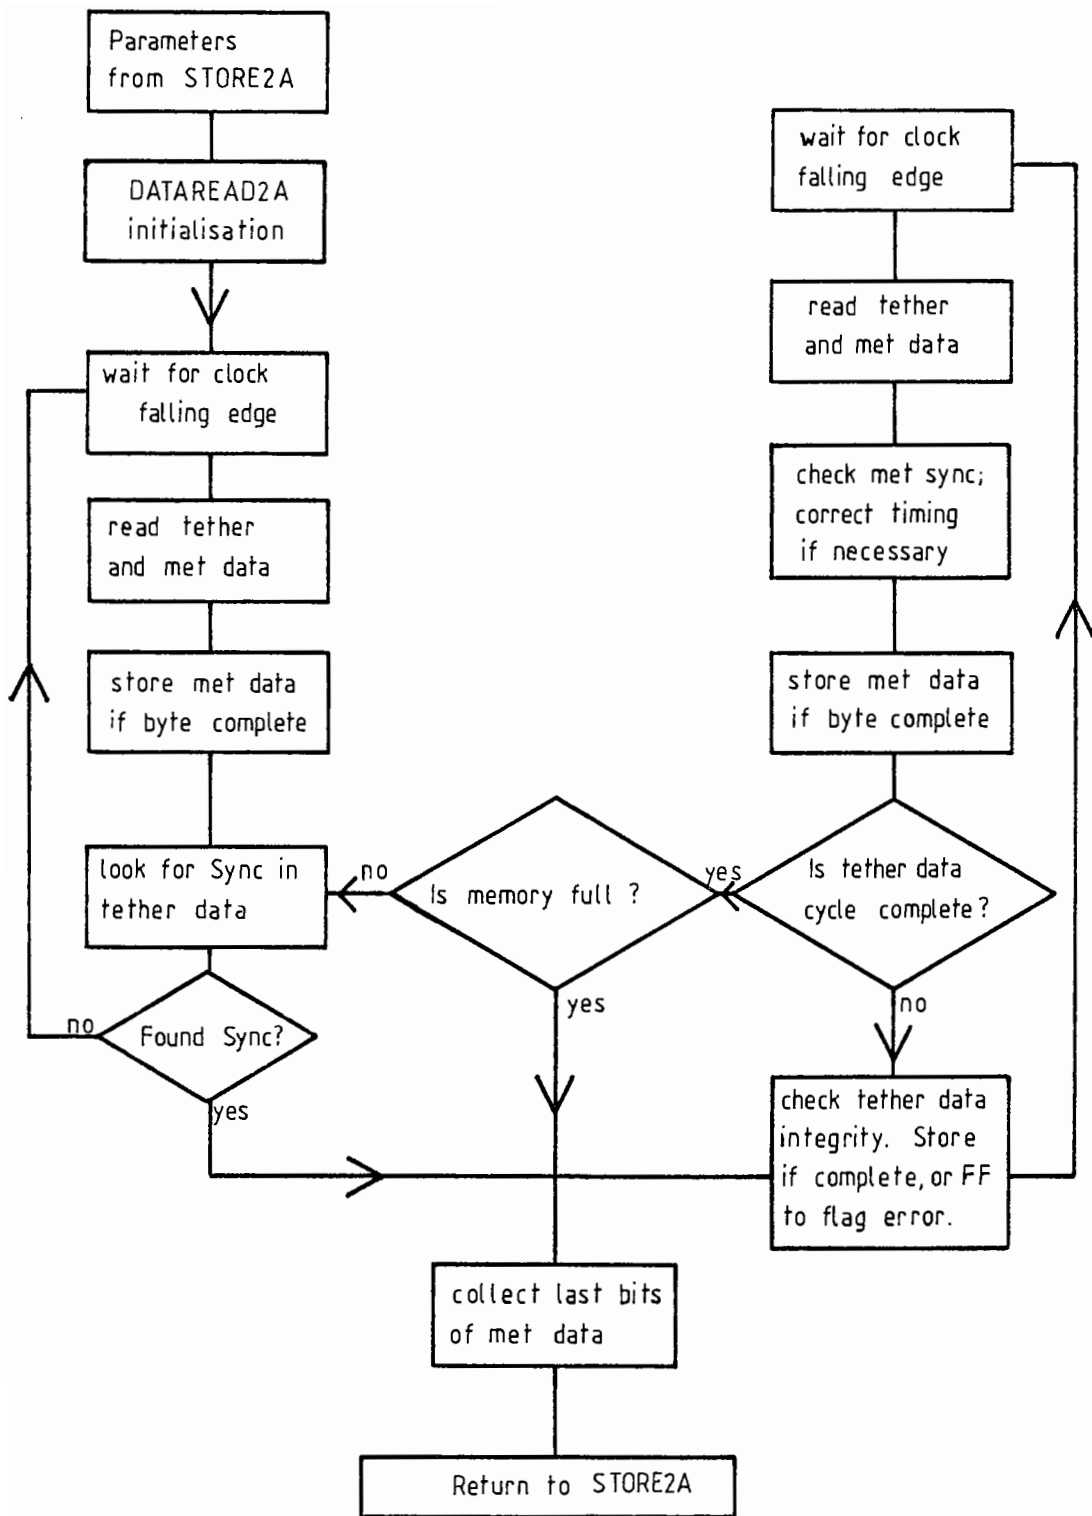 Parameters
from STORE2A
DATAREAD2A
initialisation
wait for clock
falling edge
read tether
and met data
store met data
if byte complete
look for Sync in
tether data
no
Found Sync?
yes
wait for clock
falling edge
read tether
and met data
check met sync;
correct timing
if necessary
store met data
if byte complete
Is tether data
cycle complete?
yes
no
Is memory full ?
no
yes
check tether data
integrity. Store
if complete, or FF
to flag error.
collect last bits
of met data
Return to STORE2A